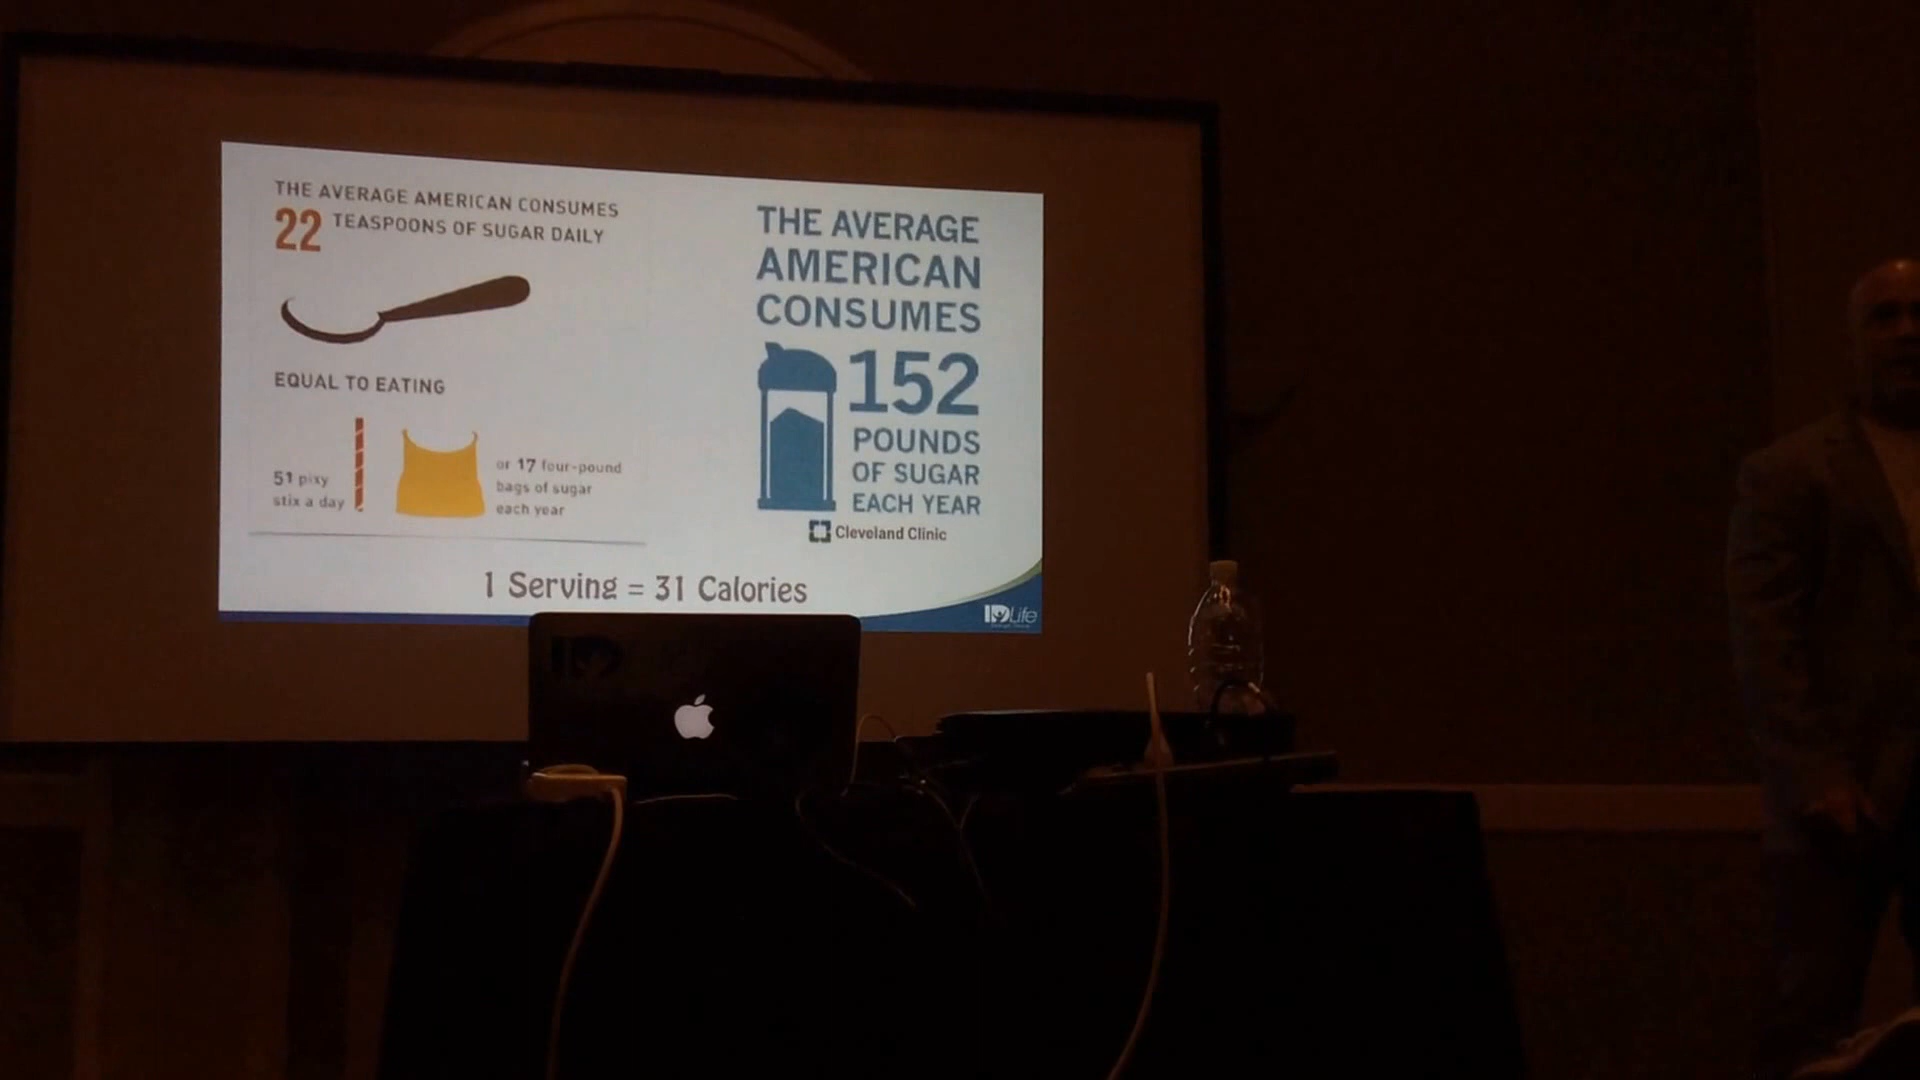 THE AVERAGE AMERICAN CONSUMES
22 TEASPOONS OF SUGAR DAILY
EQUAL TO EATING
51 pixy
stix a day
or 17 four-pound
bags of sugar
each year
THE AVERAGE
AMERICAN
CONSUMES
152
POUNDS
OF SUGAR
EACH YEAR
Cleveland Clinic
1 Serving = 31 Calories
IDLife